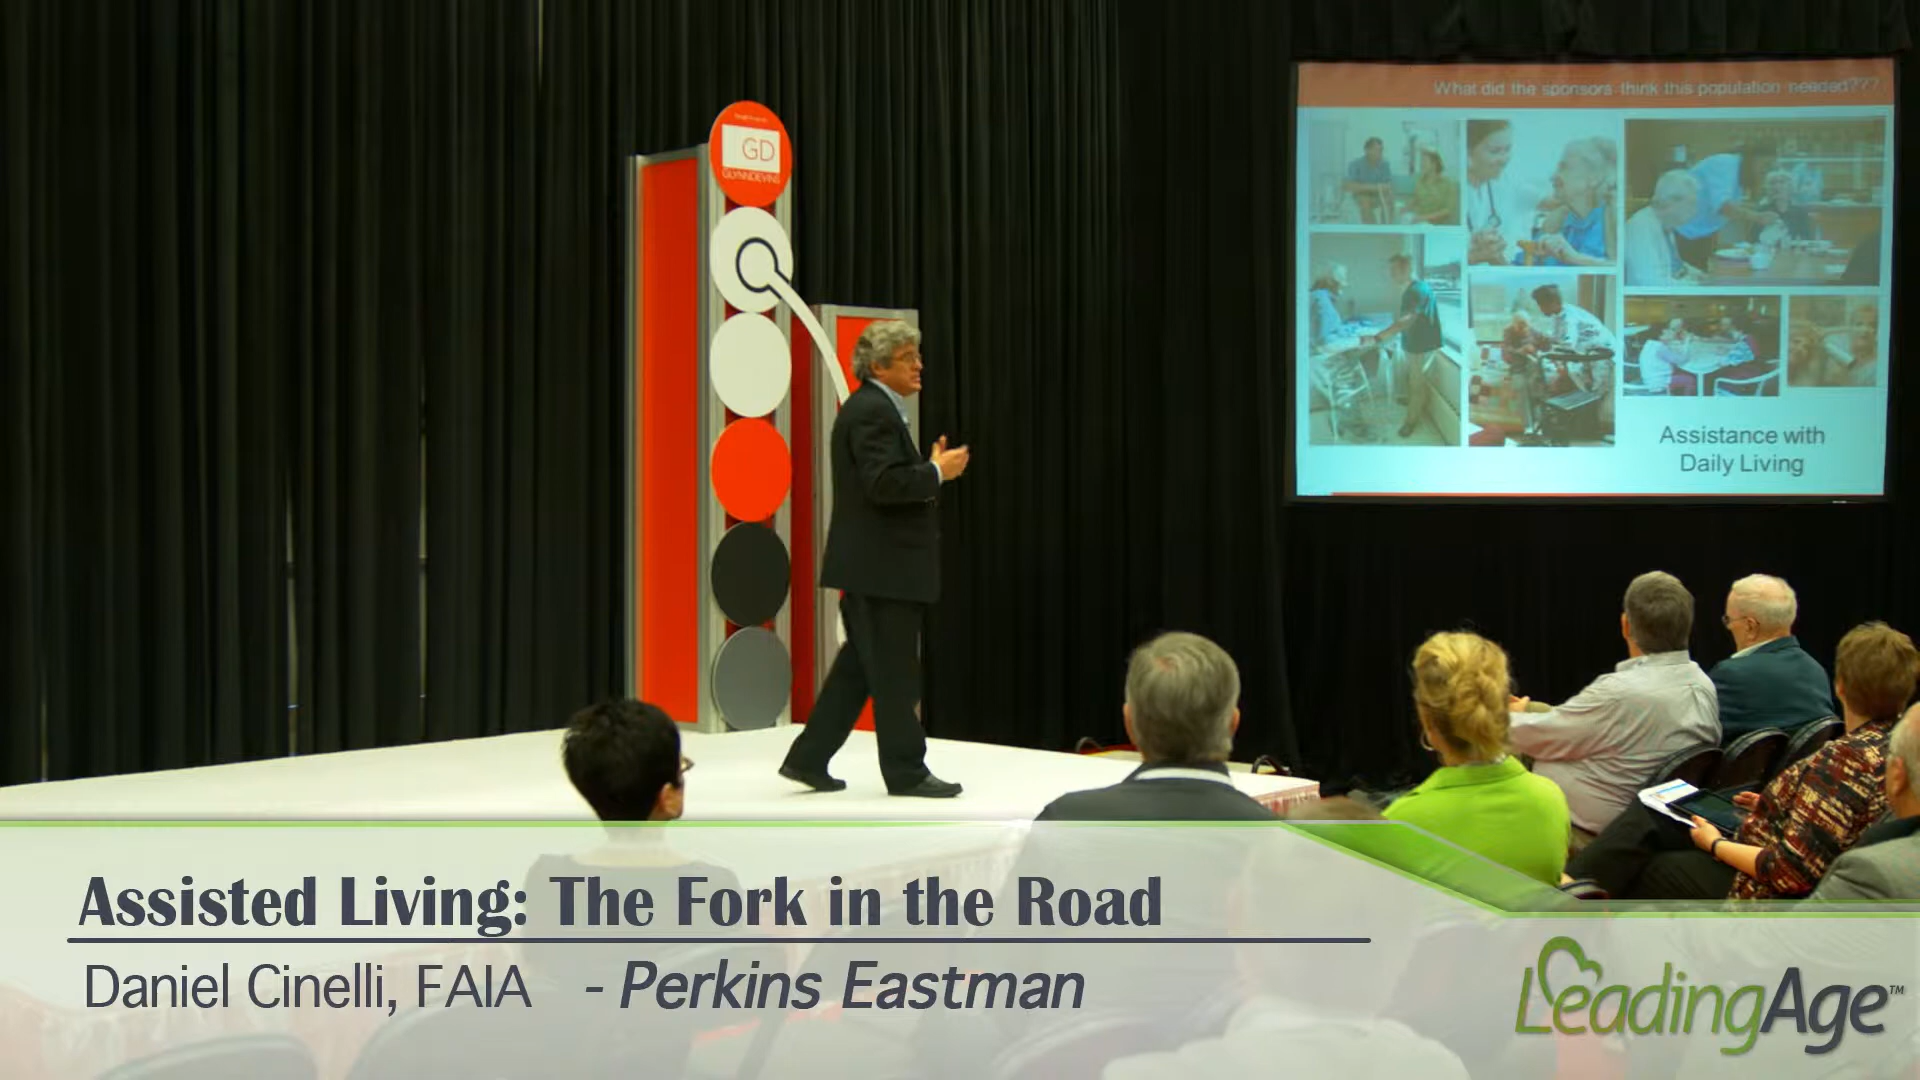 What did the sponsors think this population needed???
GD
GLYNNDEVINS
Assistance with
Daily Living
Assisted Living: The Fork in the Road
Daniel Cinelli, FAIA - Perkins Eastman
LeadingAge™